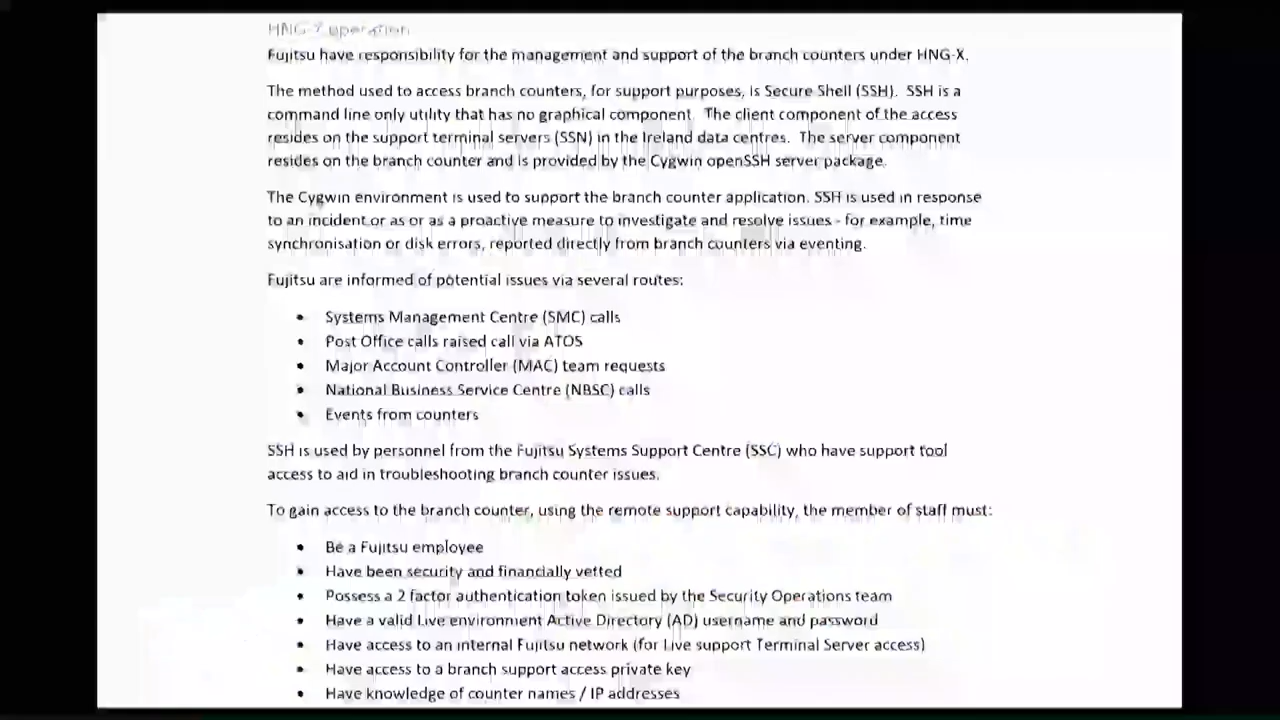 HNG-X operation
Fujitsu have responsibility for the management and support of the branch counters under HNG-X.
The method used to access branch counters, for support purposes, is Secure Shell (SSH). SSH is a
command line only utility that has no graphical component. The client component of the access
resides on the support terminal servers (SSN) in the Ireland data centres. The server component
resides on the branch counter and is provided by the Cygwin openSSH server package.
The Cygwin environment is used to support the branch counter application. SSH is used in response
to an incident or as or as a proactive measure to investigate and resolve issues - for example, time
synchronisation or disk errors, reported directly from branch counters via eventing.
Fujitsu are informed of potential issues via several routes:
• Systems Management Centre (SMC) calls
• Post Office calls raised call via ATOS
• Major Account Controller (MAC) team requests
• National Business Service Centre (NBSC) calls
• Events from counters
SSH is used by personnel from the Fujitsu Systems Support Centre (SSC) who have support tool
access to aid in troubleshooting branch counter issues.
To gain access to the branch counter, using the remote support capability, the member of staff must:
• Be a Fujitsu employee
• Have been security and financially vetted
• Possess a 2 factor authentication token issued by the Security Operations team
• Have a valid Live environment Active Directory (AD) username and password
• Have access to an internal Fujitsu network (for Live support Terminal Server access)
• Have access to a branch support access private key
• Have knowledge of counter names / IP addresses